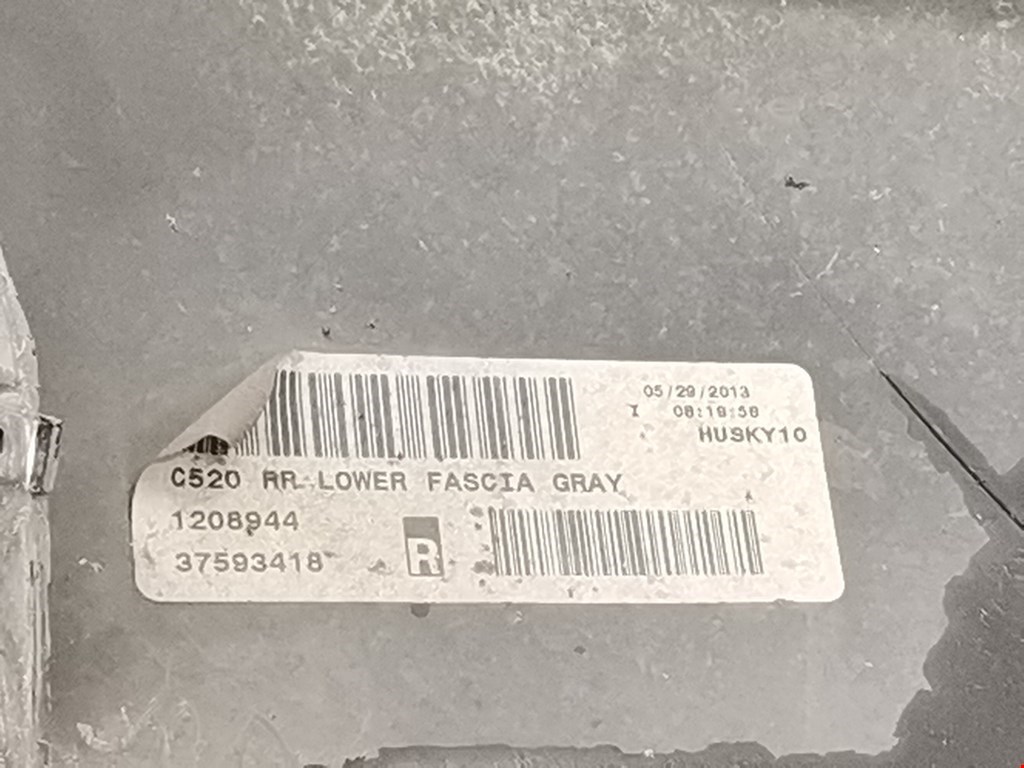 05/29/2013
I 08:19:58
HUSKY10
C520 RR LOWER FASCIA GRAY
1208944
37593418
R